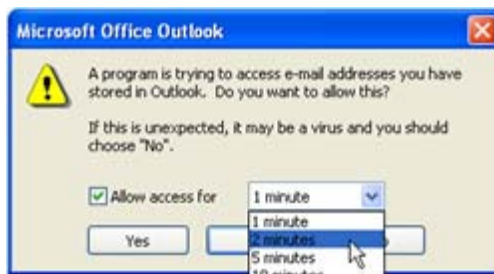 Microsoft Office Outlook
A program is trying to access e-mail addresses you have
stored in Outlook. Do you want to allow this?
If this is unexpected, it may be a virus and you should
choose "No".
Allow access for 1 minute
1 minute
2 minutes
Yes
5 minutes
10 minutes